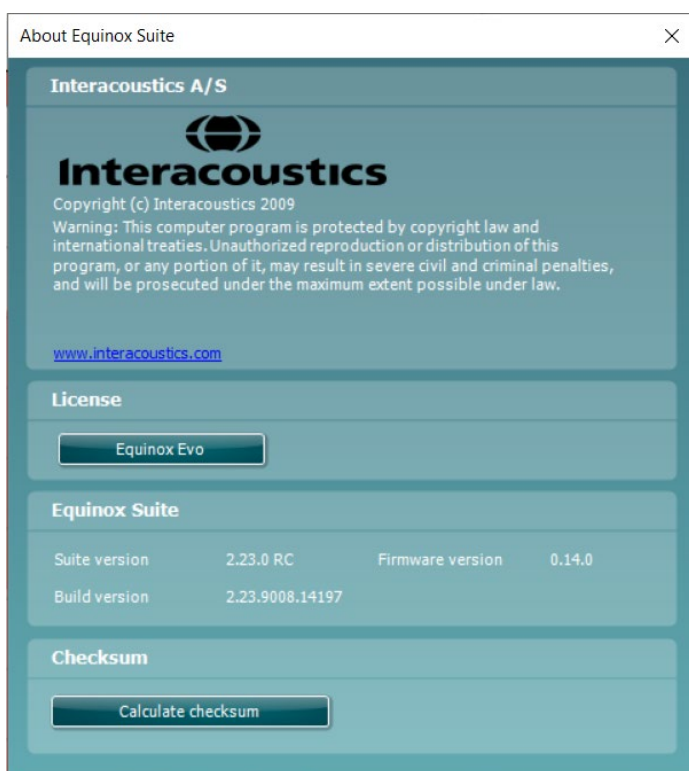 About Equinox Suite
Interacoustics A/S
Interacoustics
Copyright (c) Interacoustics 2009
Warning: This computer program is protected by copyright law and
international treaties. Unauthorized reproduction or distribution of this
program, or any portion of it, may result in severe civil and criminal penalties,
and will be prosecuted under the maximum extent possible under law.
www.interacoustics.com
License
Equinox Evo
Equinox Suite
Suite version 2.23.0 RC Firmware version 0.14.0
Build version 2.23.9008.14197
Checksum
Calculate checksum